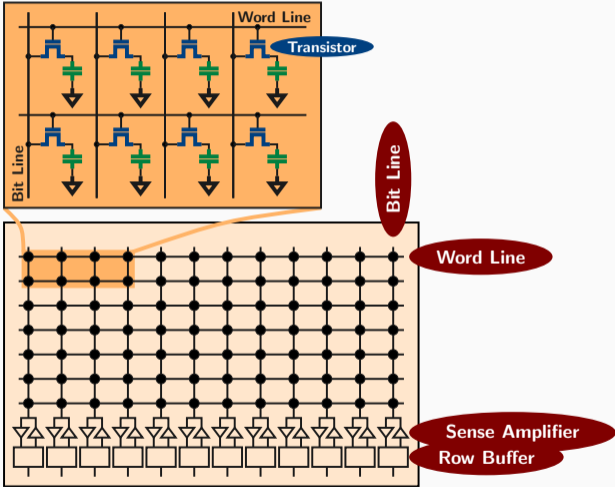 Word Line
Transistor
Bit Line
Bit Line
Word Line
Sense Amplifier
Row Buffer